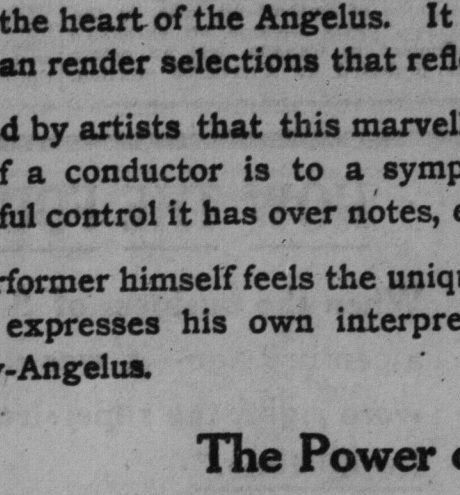 the heart of the Angelus. It
an render selections that refl
d by artists that this marvel
f a conductor is to a symp
ful control it has over notes,
rformer himself feels the uniq
expresses his own interpre
-Angelus.
The Power